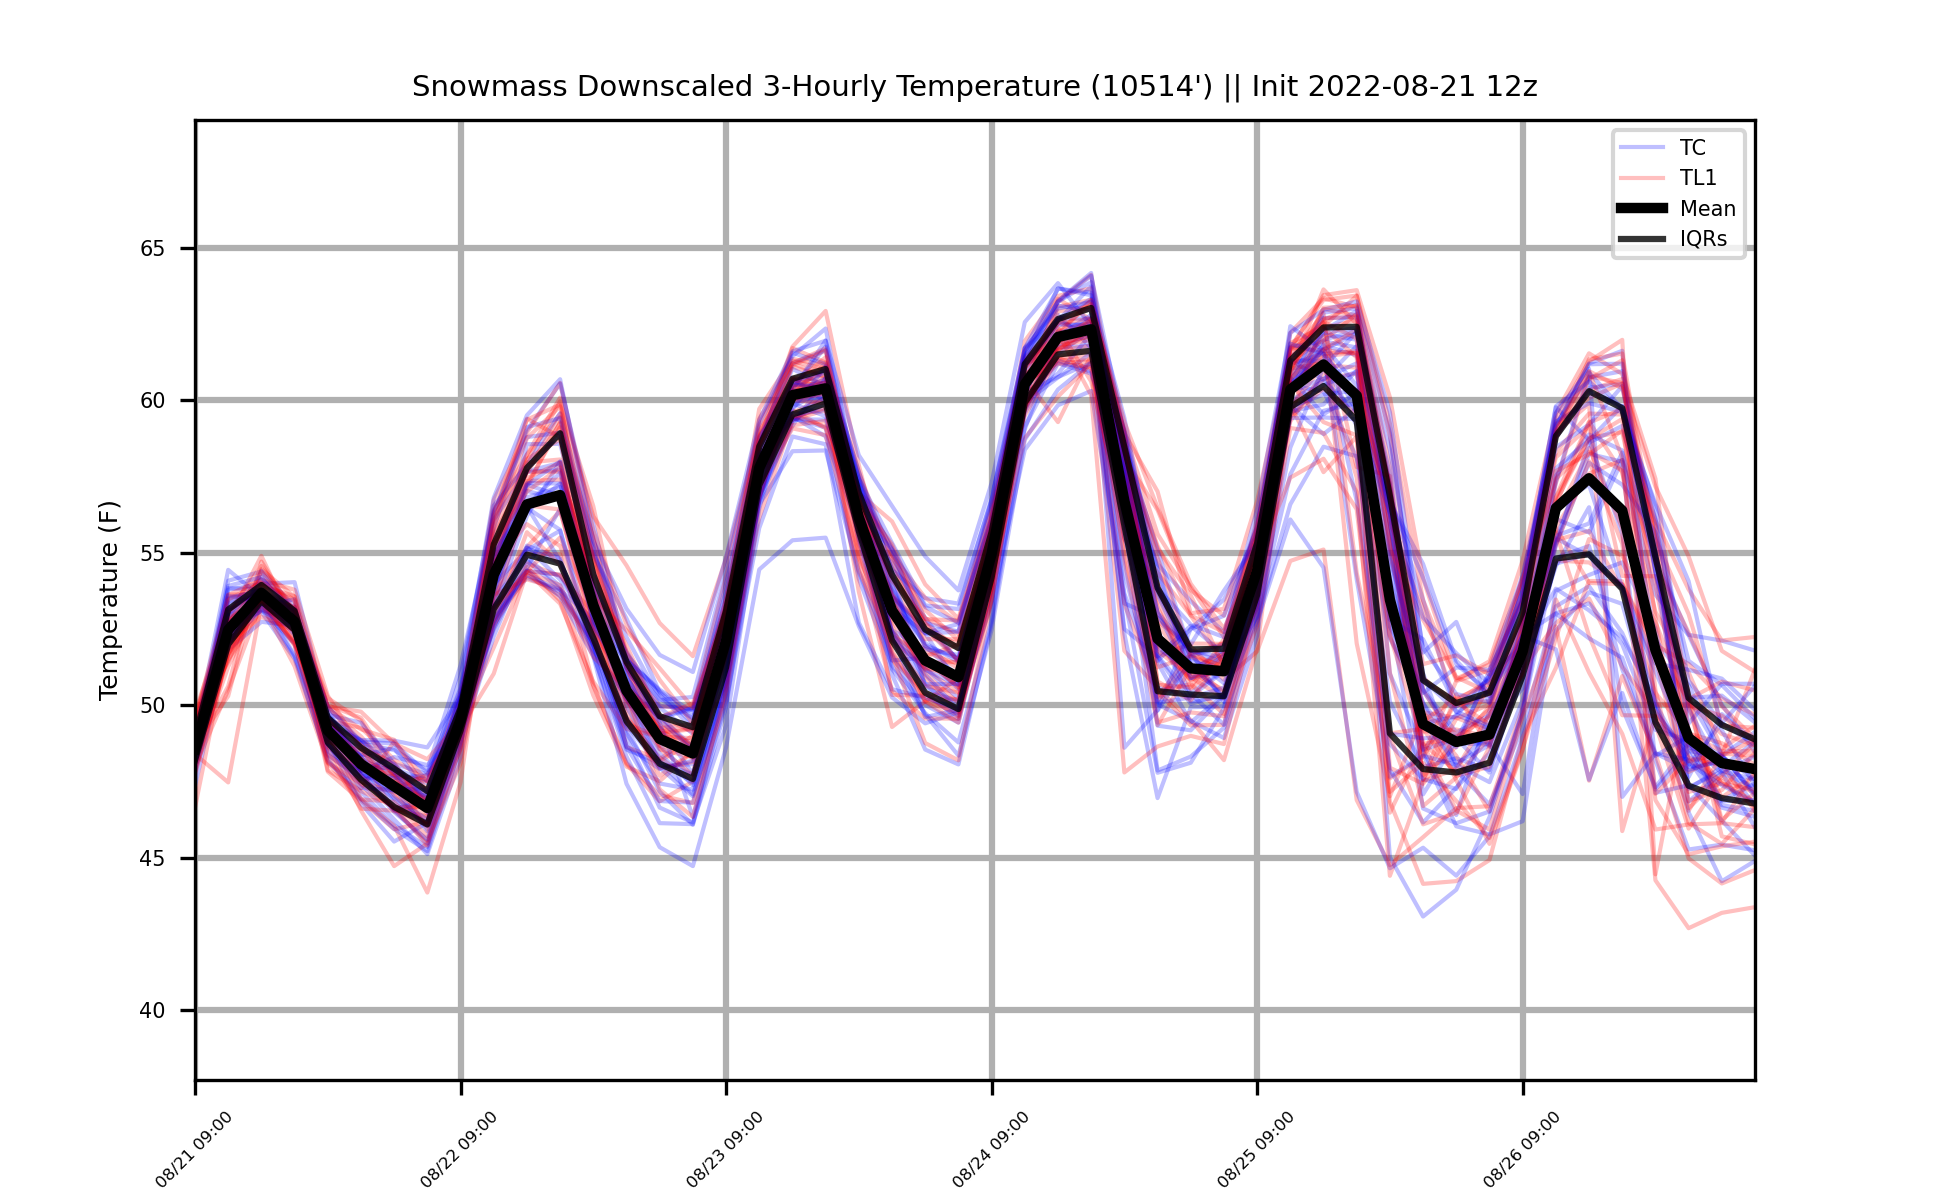 Snowmass Downscaled 3-Hourly Temperature (10514') || Init 2022-08-21 12z
TC
TL1
Mean
IQRs
Temperature (F)
65
60
55
50
45
40
08/21 09:00
08/22 09:00
08/23 09:00
08/24 09:00
08/25 09:00
08/26 09:00